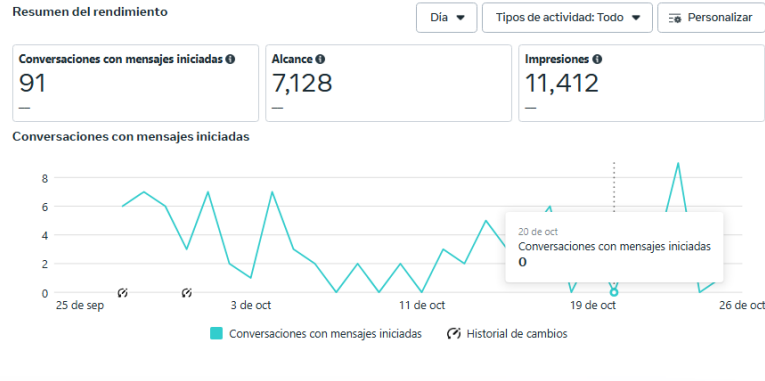 Resumen del rendimiento
Día
Tipos de actividad: Todo
Personalizar
Conversaciones con mensajes iniciadas
91
—
Alcance
7,128
—
Impresiones
11,412
—
Conversaciones con mensajes iniciadas
8
6
4
2
0
20 de oct
Conversaciones con mensajes iniciadas
0
25 de sep
3 de oct
11 de oct
19 de oct
26 de oct
Conversaciones con mensajes iniciadas
Historial de cambios